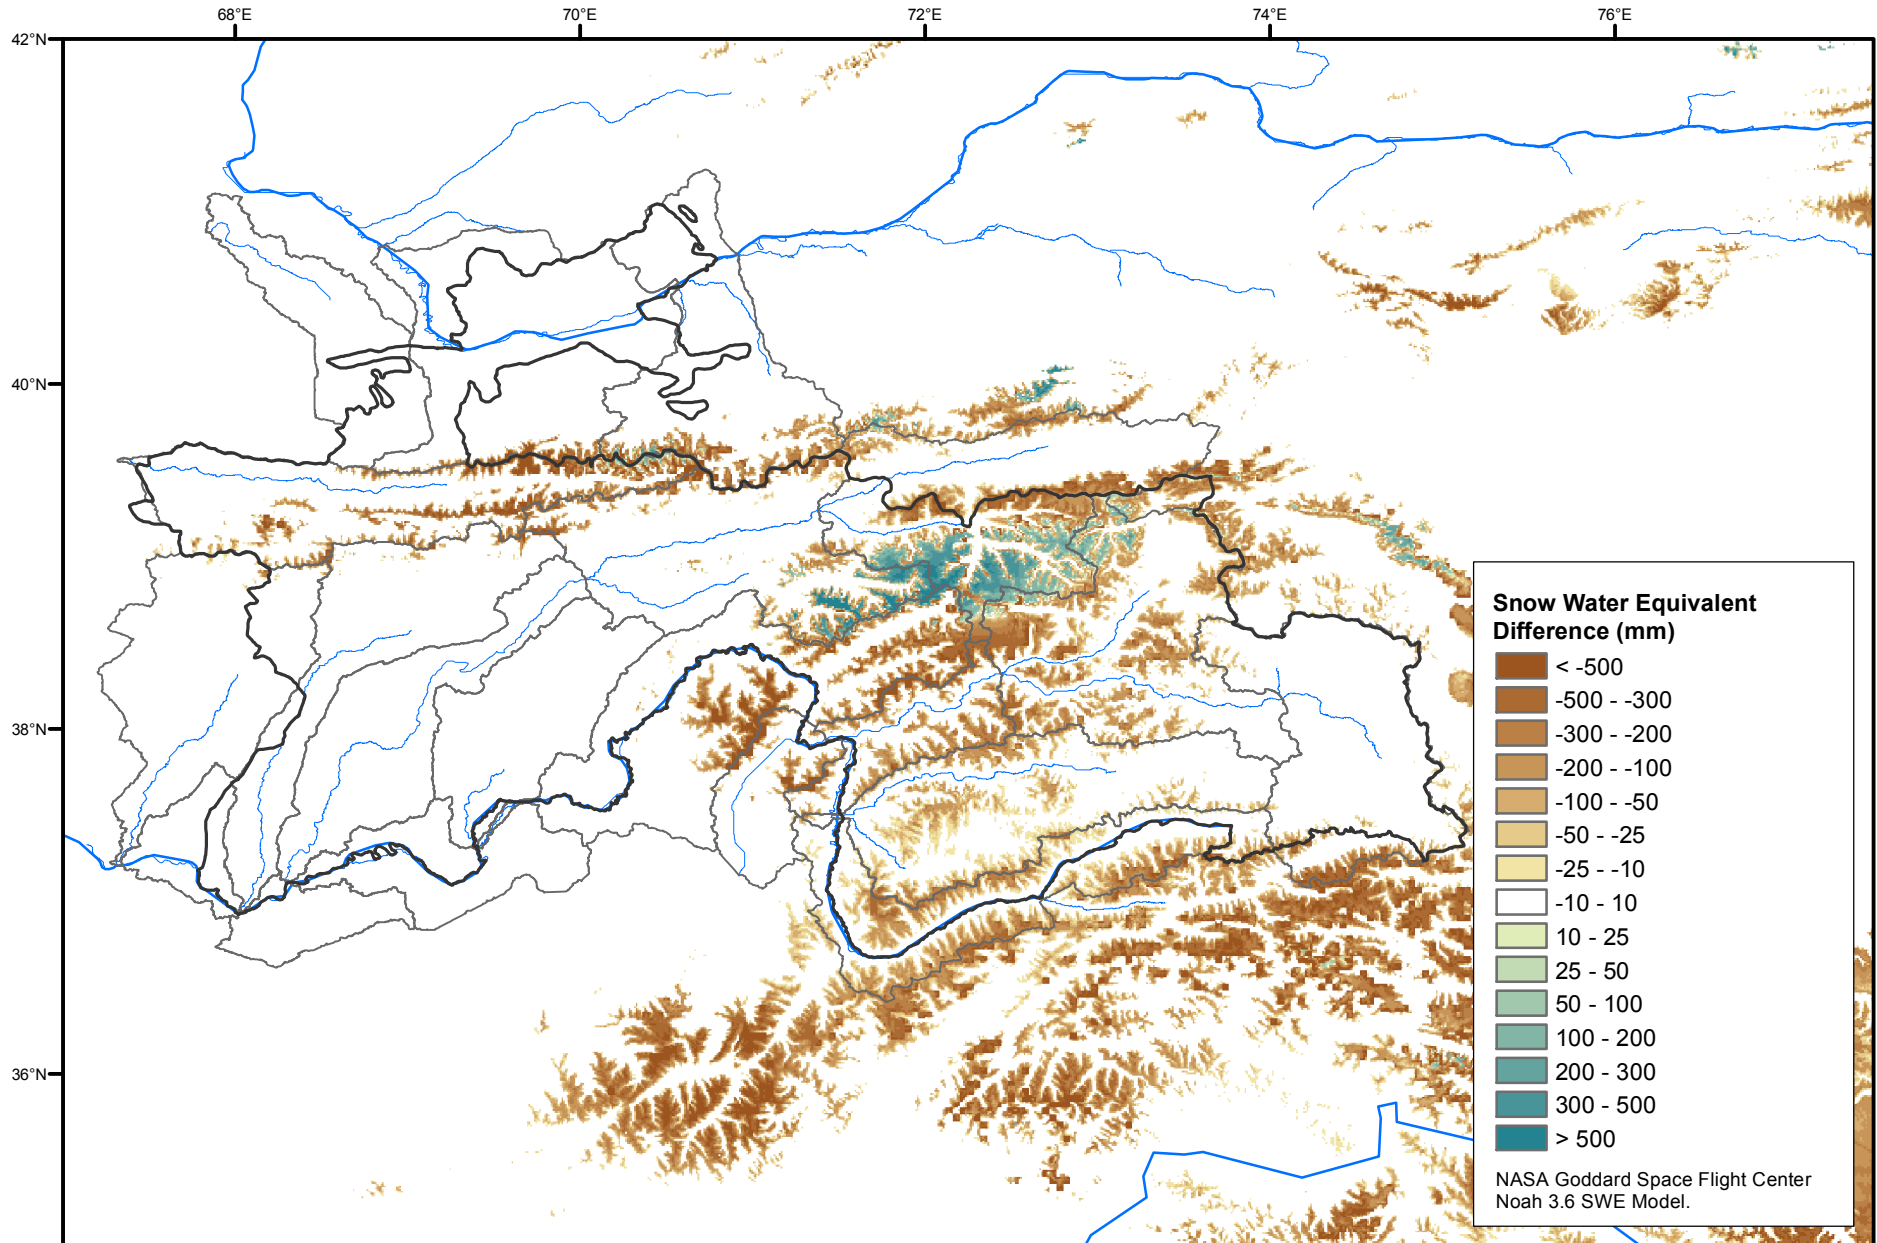 68°E
70°E
72°E
74°E
76°E
42°N
40°N
38°N
36°N
Snow Water Equivalent
Difference (mm)
< -500
-500 - -300
-300 - -200
-200 - -100
-100 - -50
-50 - -25
-25 - -10
-10 - 10
10 - 25
25 - 50
50 - 100
100 - 200
200 - 300
300 - 500
> 500
NASA Goddard Space Flight Center
Noah 3.6 SWE Model.